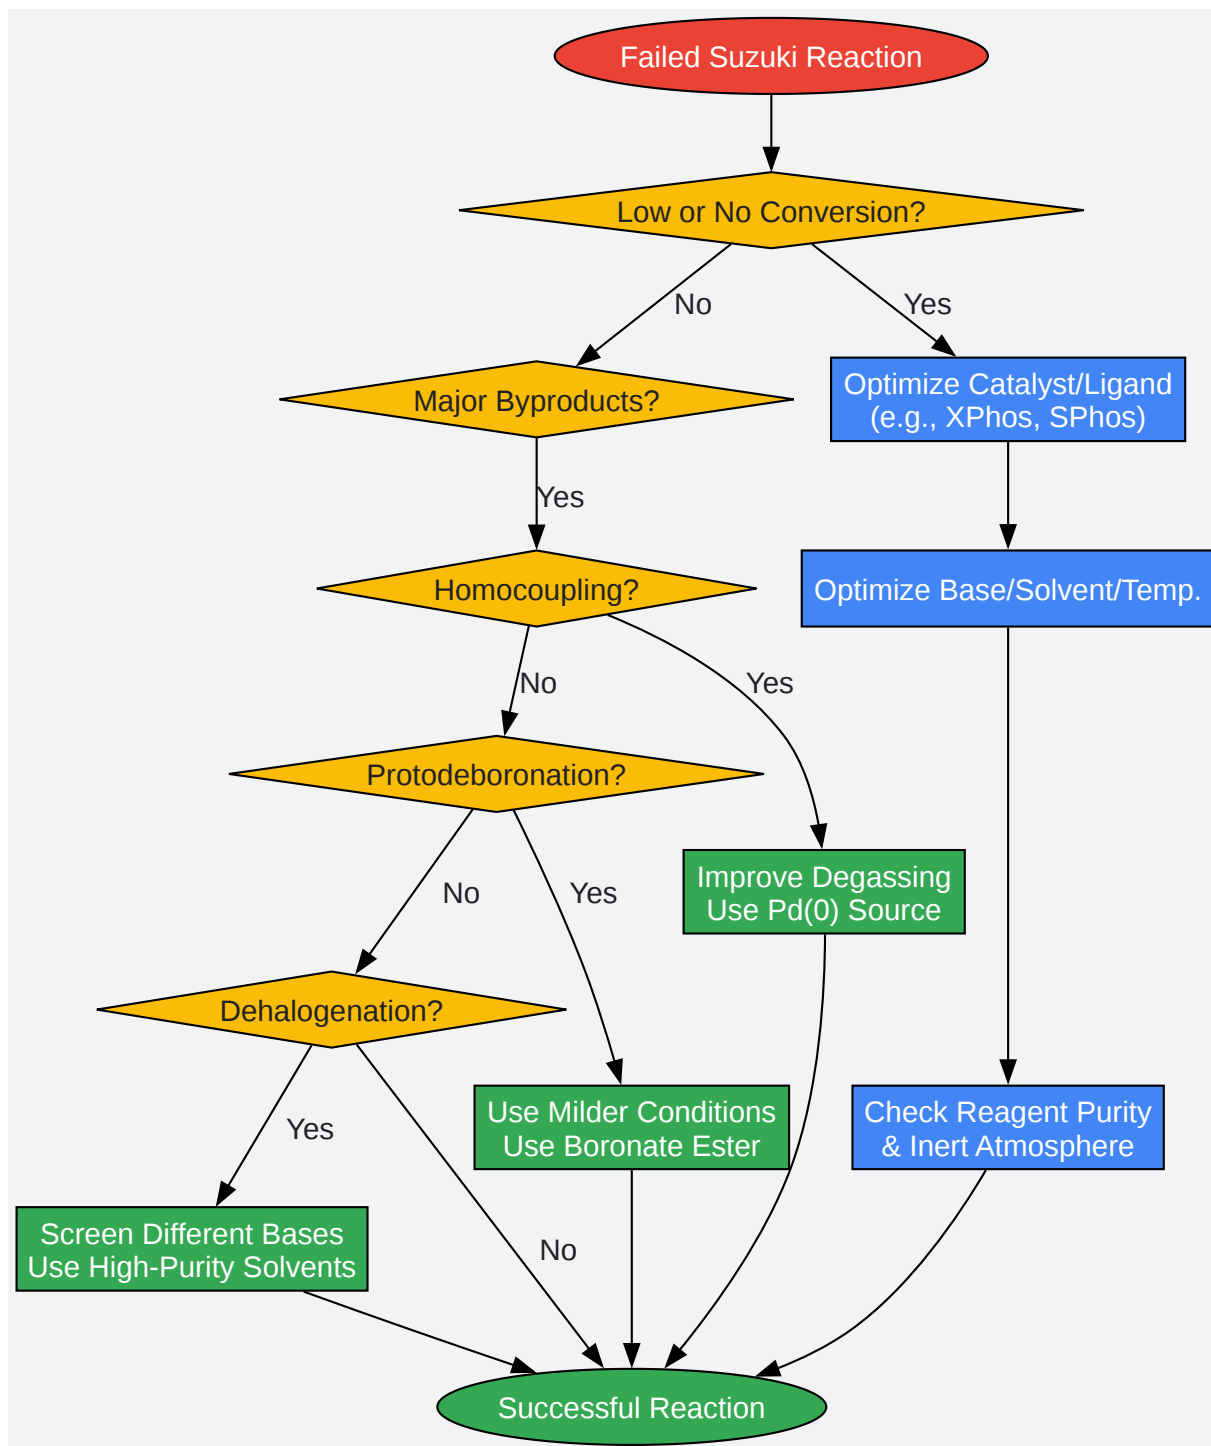 Failed Suzuki Reaction
Low or No Conversion?
No
Yes
Major Byproducts?
Optimize Catalyst/Ligand
(e.g., XPhos, SPhos)
Yes
Homocoupling?
Optimize Base/Solvent/Temp.
No
Yes
Protodeboronation?
Improve Degassing
Use Pd(0) Source
No
Yes
Dehalogenation?
Use Milder Conditions
Use Boronate Ester
Check Reagent Purity
& Inert Atmosphere
Yes
Screen Different Bases
Use High-Purity Solvents
No
Successful Reaction